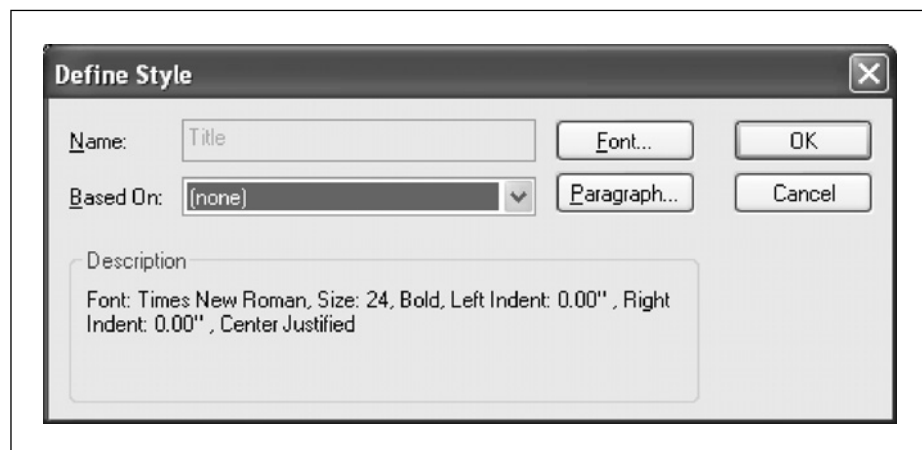 Define Style
Name: Title Font... OK
Based On: (none) Paragraph... Cancel
Description
Font: Times New Roman, Size: 24, Bold, Left Indent: 0.00" , Right
Indent: 0.00" , Center Justified